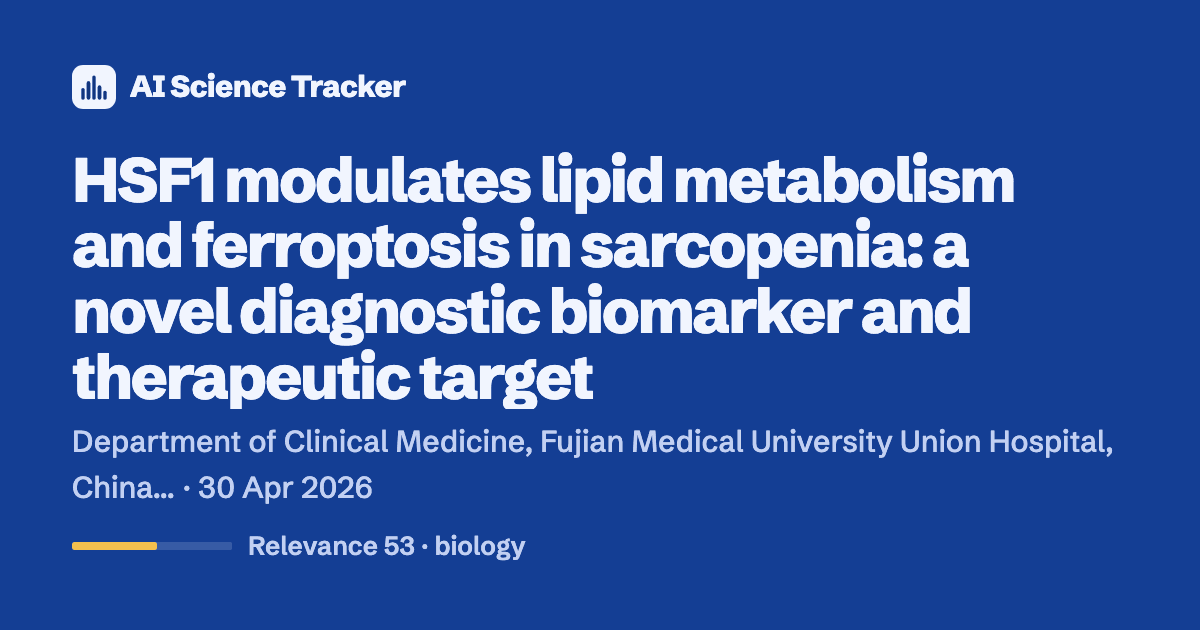 AI Science Tracker
HSF1 modulates lipid metabolism
and ferroptosis in sarcopenia: a
novel diagnostic biomarker and
therapeutic target
Department of Clinical Medicine, Fujian Medical University Union Hospital,
China... · 30 Apr 2026
Relevance 53 · biology